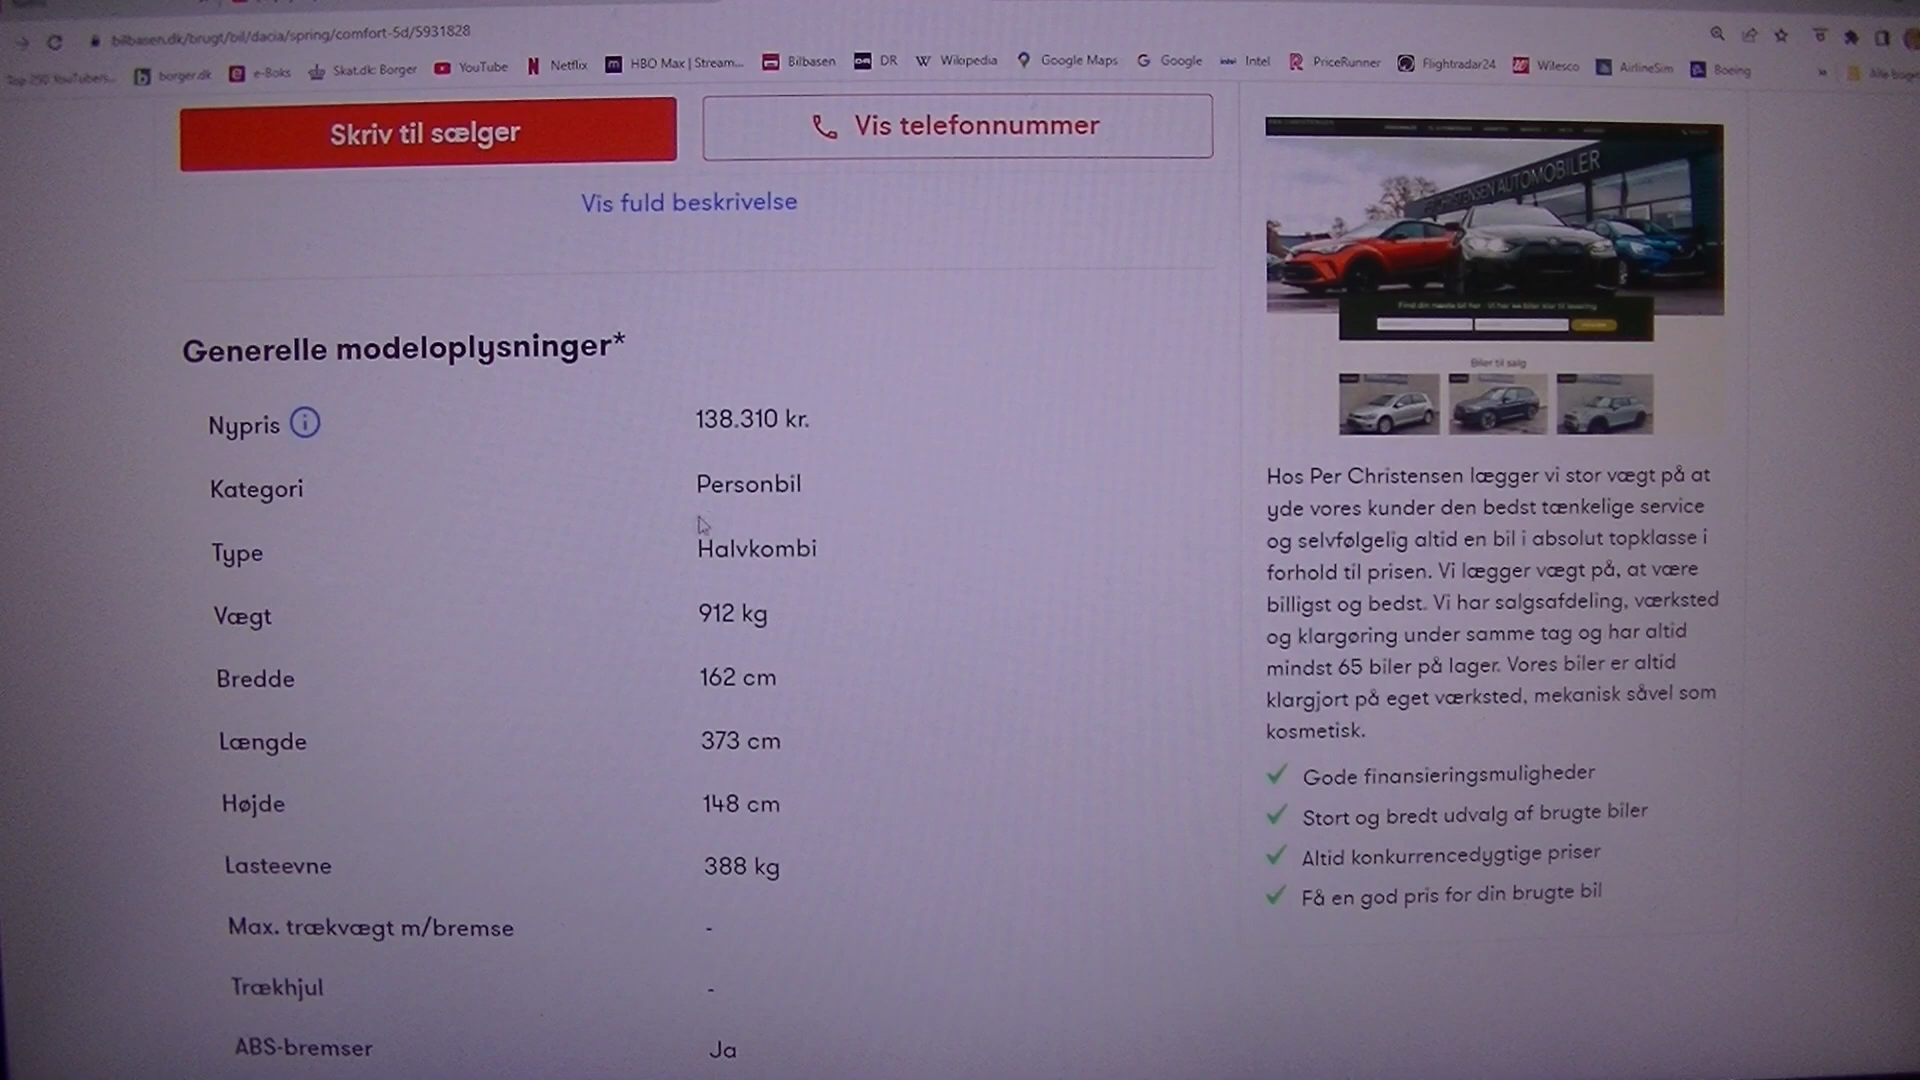 bilbasen.dk/brugt/bil/dacia/spring/comfort-5d/5931828
Top 250 YouTubers... borger.dk e-Boks Skat.dk: Borger YouTube Netflix HBO Max | Stream... Bilbasen DR Wikipedia Google Maps Google Intel PriceRunner Flightradar24 Wilesco AirlineSim Boeing »
Skriv til sælger
Vis telefonnummer
Vis fuld beskrivelse
Generelle modeloplysninger*
Nypris 138.310 kr.
Kategori Personbil
Type Halvkombi
Vægt 912 kg
Bredde 162 cm
Længde 373 cm
Højde 148 cm
Lasteevne 388 kg
Max. trækvægt m/bremse -
Trækhjul -
ABS-bremser Ja
CHRISTENSEN AUTOMOBILER
Biler til salg
Hos Per Christensen lægger vi stor vægt på at
yde vores kunder den bedst tænkelige service
og selvfølgelig altid en bil i absolut topklasse i
forhold til prisen. Vi lægger vægt på, at være
billigst og bedst. Vi har salgsafdeling, værksted
og klargøring under samme tag og har altid
mindst 65 biler på lager. Vores biler er altid
klargjort på eget værksted, mekanisk såvel som
kosmetisk.
Gode finansieringsmuligheder
Stort og bredt udvalg af brugte biler
Altid konkurrencedygtige priser
Få en god pris for din brugte bil